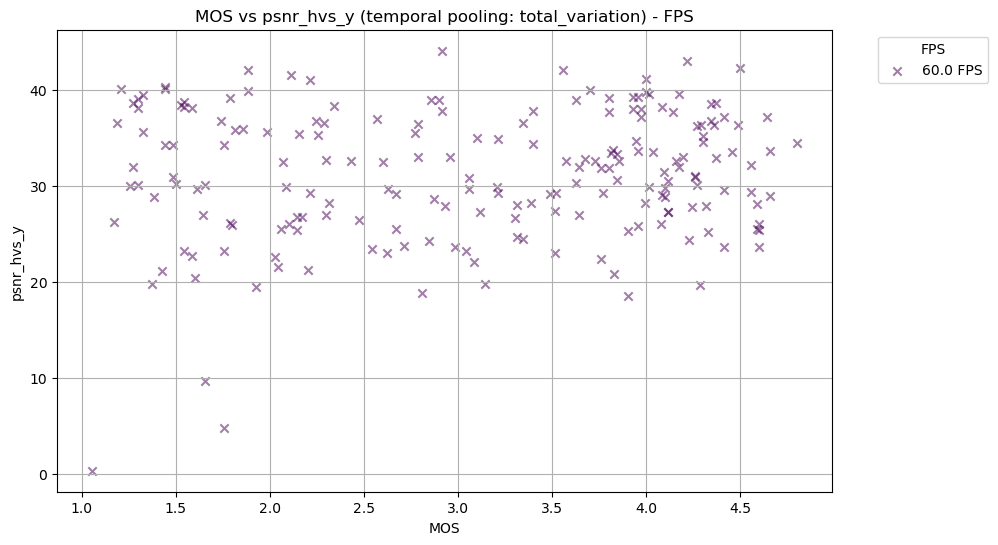 MOS vs psnr_hvs_y (temporal pooling: total_variation) - FPS
FPS
60.0 FPS
psnr_hvs_y
40
30
20
10
0
1.0 1.5 2.0 2.5 3.0 3.5 4.0 4.5
MOS